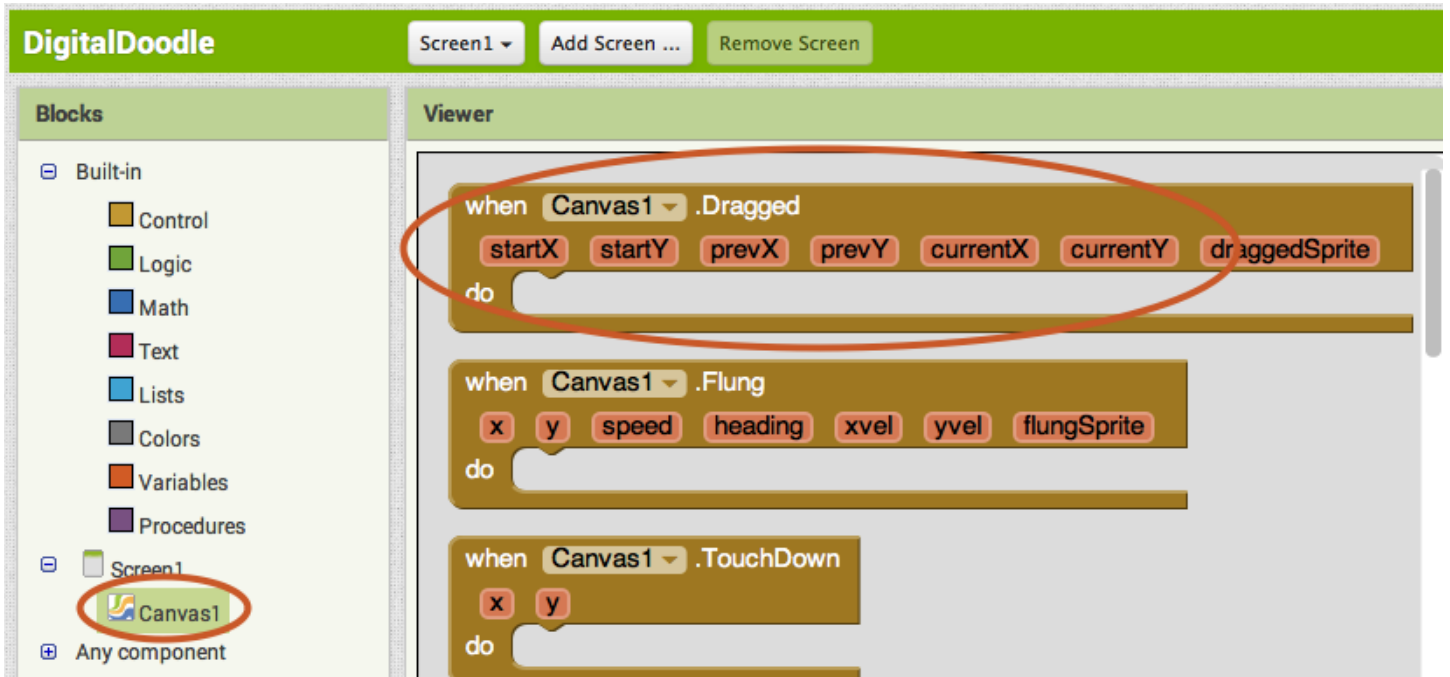 DigitalDoodle
Screen1
Add Screen ...
Remove Screen
Blocks
Viewer
Built-in
Control
Logic
Math
Text
Lists
Colors
Variables
Procedures
Screen1
Canvas1
Any component
when Canvas1 .Dragged
startX startY prevX prevY currentX currentY draggedSprite
do
when Canvas1 .Flung
x y speed heading xvel yvel flungSprite
do
when Canvas1 .TouchDown
x y
do